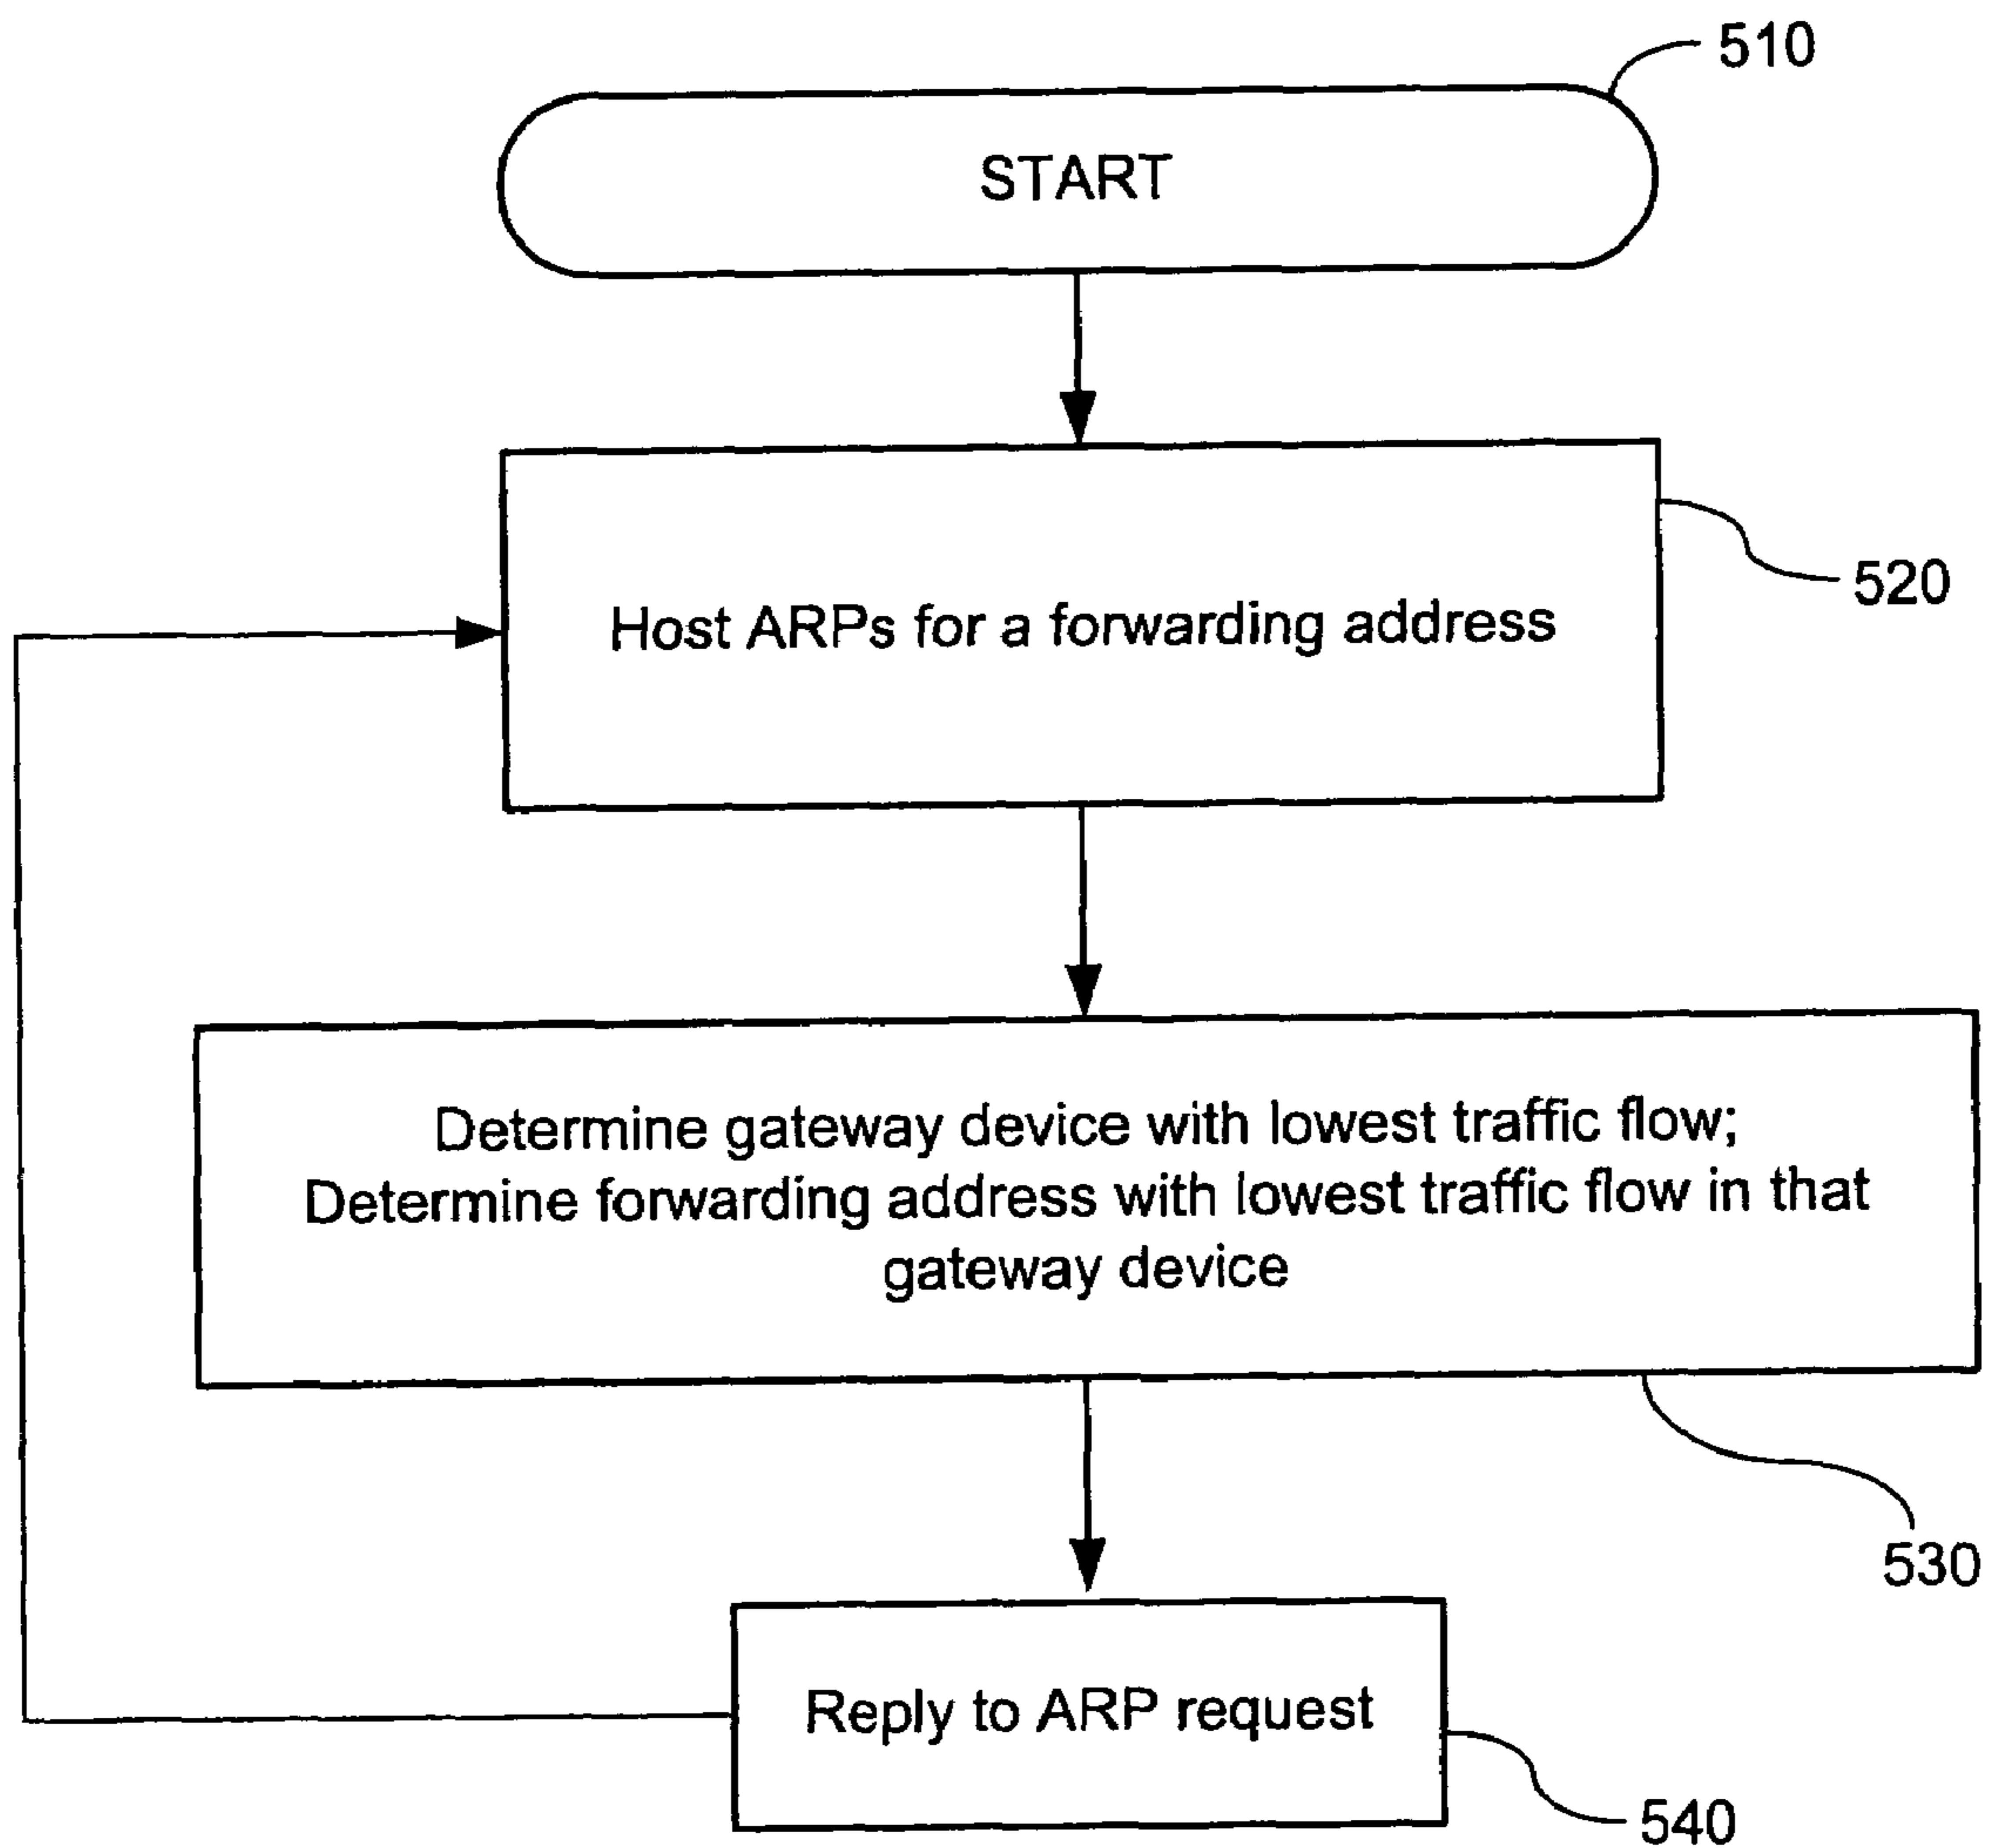 510
START
520
Host ARPs for a forwarding address
Determine gateway device with lowest traffic flow;
Determine forwarding address with lowest traffic flow in that
gateway device
530
Reply to ARP request
540